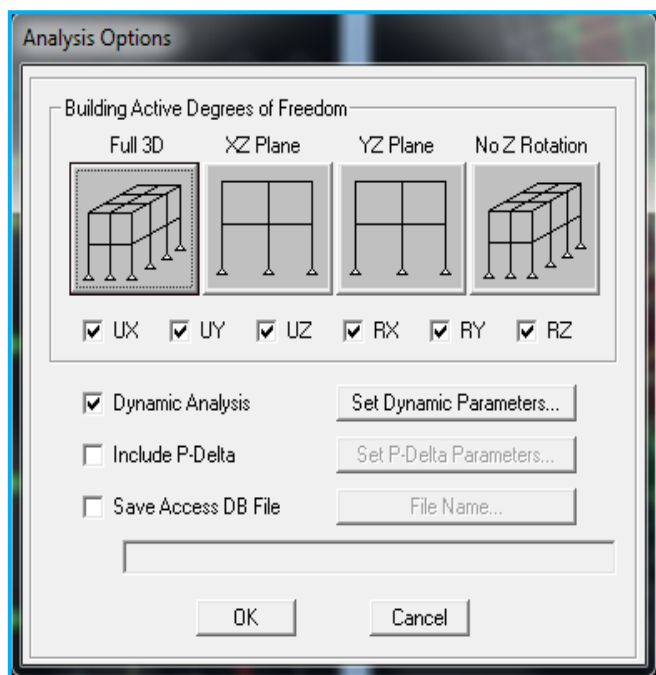 Analysis Options
Building Active Degrees of Freedom
Full 3D XZ Plane YZ Plane No Z Rotation
UX UY UZ RX RY RZ
Dynamic Analysis Set Dynamic Parameters...
Include P-Delta Set P-Delta Parameters...
Save Access DB File File Name...
OK Cancel